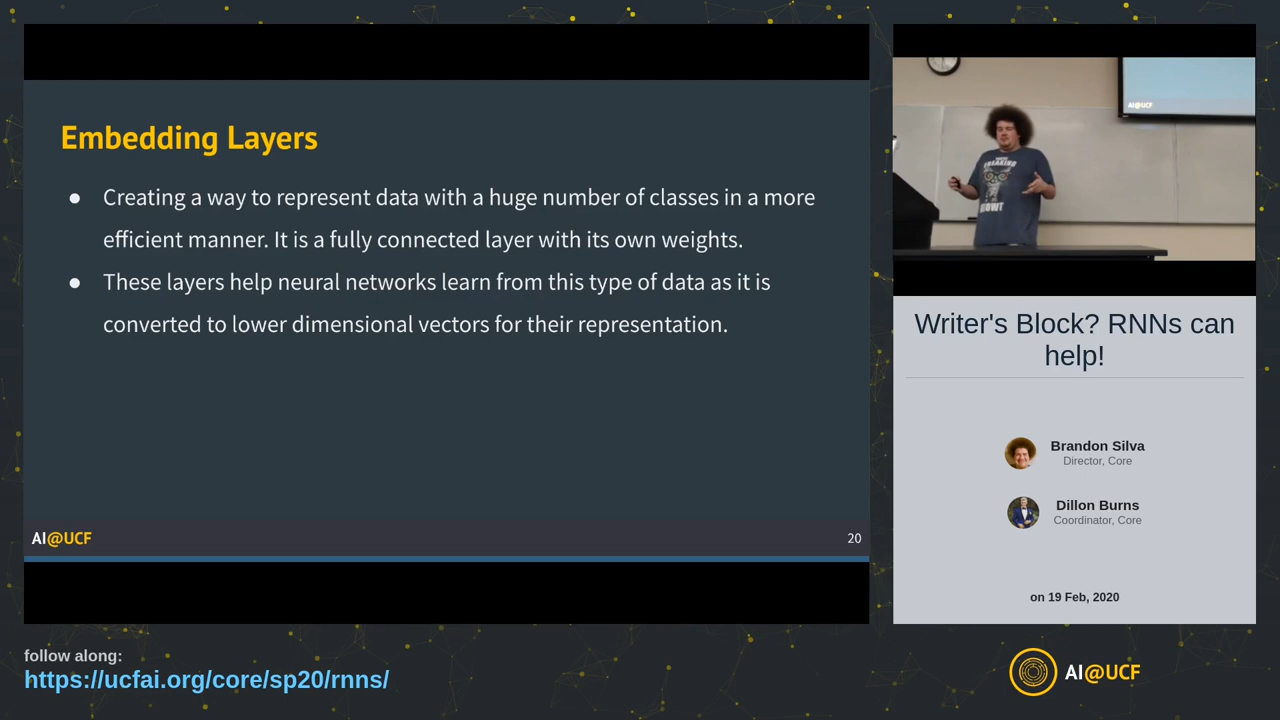 Embedding Layers
● Creating a way to represent data with a huge number of classes in a more
efficient manner. It is a fully connected layer with its own weights.
● These layers help neural networks learn from this type of data as it is
converted to lower dimensional vectors for their representation.
AI@UCF
20
AI@UCF
FREAKING
Writer's Block? RNNs can
help!
Brandon Silva
Director, Core
Dillon Burns
Coordinator, Core
on 19 Feb, 2020
follow along:
https://ucfai.org/core/sp20/rnns/
AI@UCF